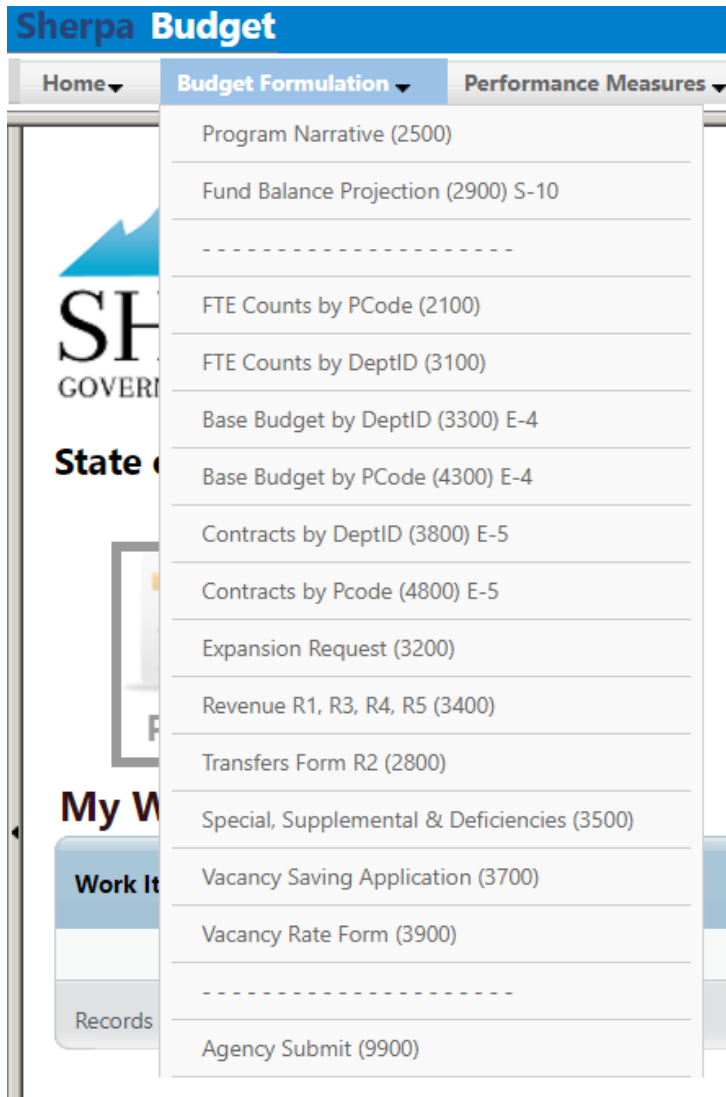 Sherpa Budget
Home
Budget Formulation
Performance Measures
Program Narrative (2500)
Fund Balance Projection (2900) S-10
- - - - - - - - - - - - - - - - - - - - -
FTE Counts by PCode (2100)
FTE Counts by DeptID (3100)
Base Budget by DeptID (3300) E-4
Base Budget by PCode (4300) E-4
Contracts by DeptID (3800) E-5
Contracts by Pcode (4800) E-5
Expansion Request (3200)
Revenue R1, R3, R4, R5 (3400)
Transfers Form R2 (2800)
Special, Supplemental & Deficiencies (3500)
Vacancy Saving Application (3700)
Vacancy Rate Form (3900)
- - - - - - - - - - - - - - - - - - - - -
Agency Submit (9900)
SH
GOVER
State
My W
Work It
Records